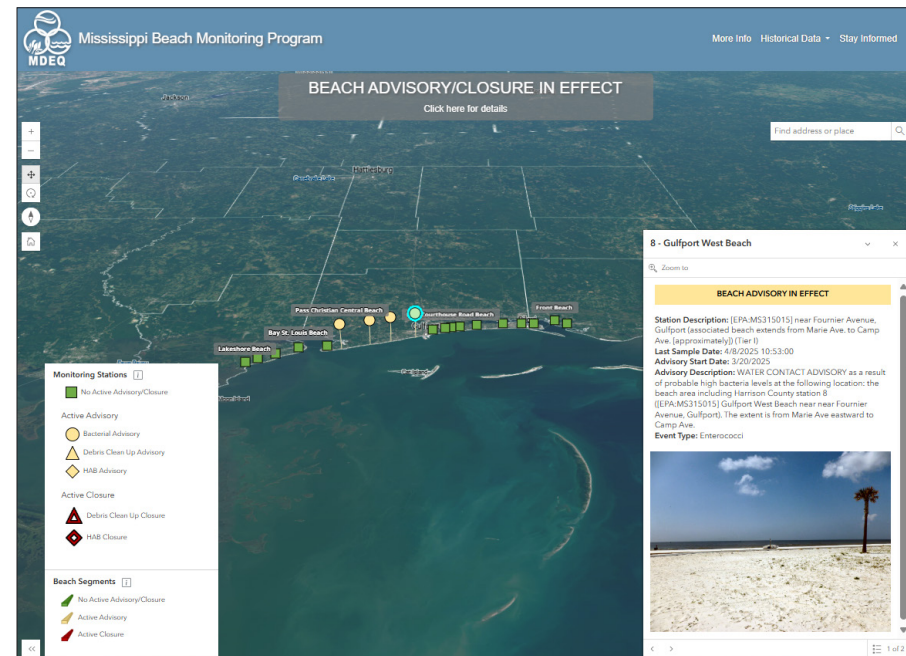 MDEQ
Mississippi Beach Monitoring Program
More Info Historical Data Stay Informed
BEACH ADVISORY/CLOSURE IN EFFECT
Click here for details
Find address or place
Jackson
Hattiesburg
Pass Christian Central Beach
Courthouse Road Beach
Front Beach
Bay St. Louis Beach
Lakeshore Beach
Monitoring Stations i
No Active Advisory/Closure
Active Advisory
Bacterial Advisory
Debris Clean Up Advisory
HAB Advisory
Active Closure
Debris Clean Up Closure
HAB Closure
Beach Segments i
No Active Advisory/Closure
Active Advisory
Active Closure
8 - Gulfport West Beach
Zoom to
BEACH ADVISORY IN EFFECT
Station Description: [EPA:MS315015] near Fournier Avenue,
Gulfport (associated beach extends from Marie Ave. to Camp
Ave. [approximately]) (Tier I)
Last Sample Date: 4/8/2025 10:53:00
Advisory Start Date: 3/20/2025
Advisory Description: WATER CONTACT ADVISORY as a result
of probable high bacteria levels at the following location: the
beach area including Harrison County station 8
([EPA:MS315015] Gulfport West Beach near near Fournier
Avenue, Gulfport). The extent is from Marie Ave eastward to
Camp Ave.
Event Type: Enterococci
1 of 2